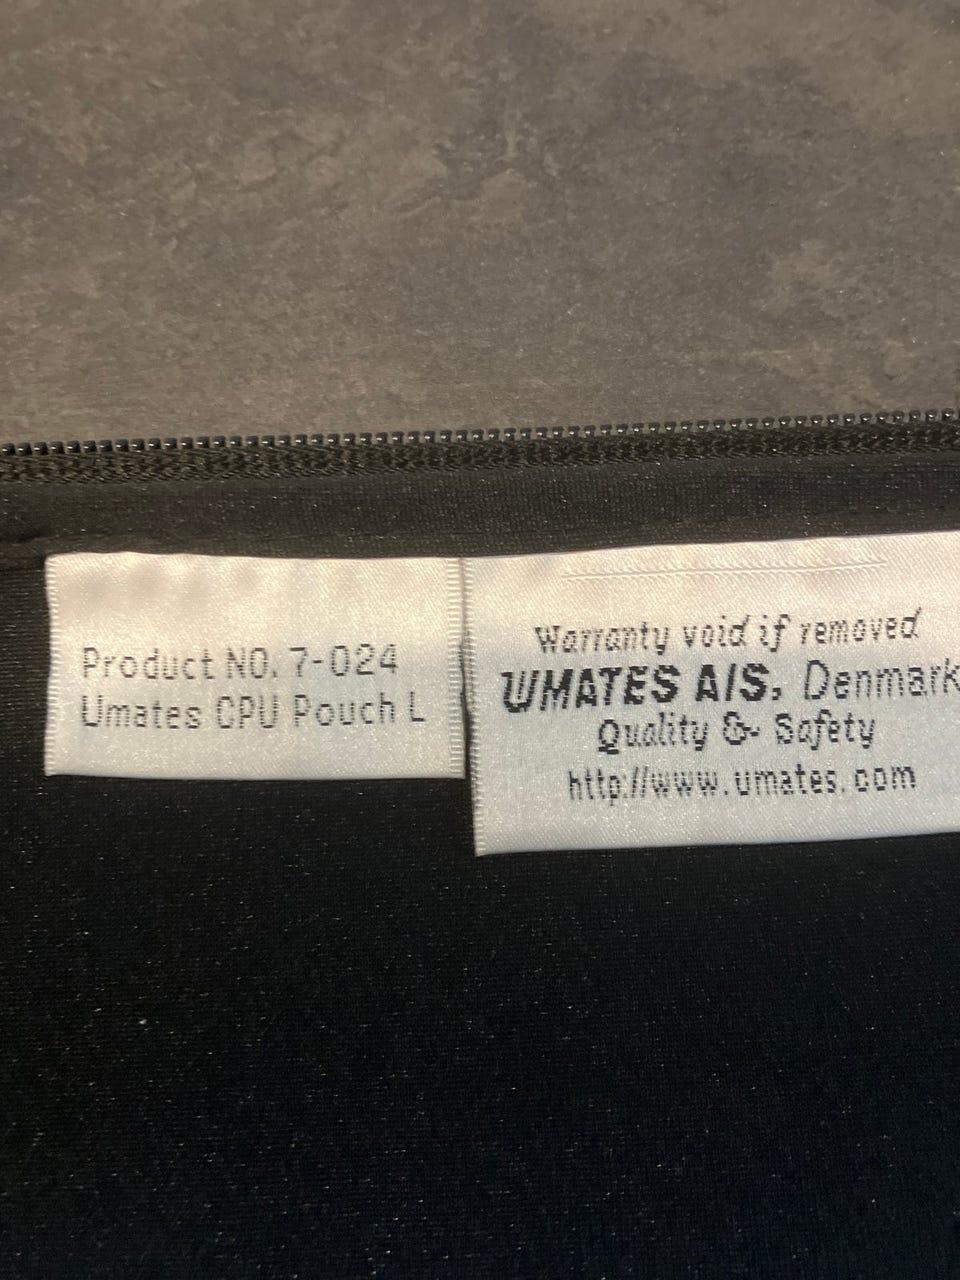 Product NO. 7-024
Umates CPU Pouch L
Warranty void if removed
UMATES A/S. Denmark
Quality & Safety
http://www.umates.com